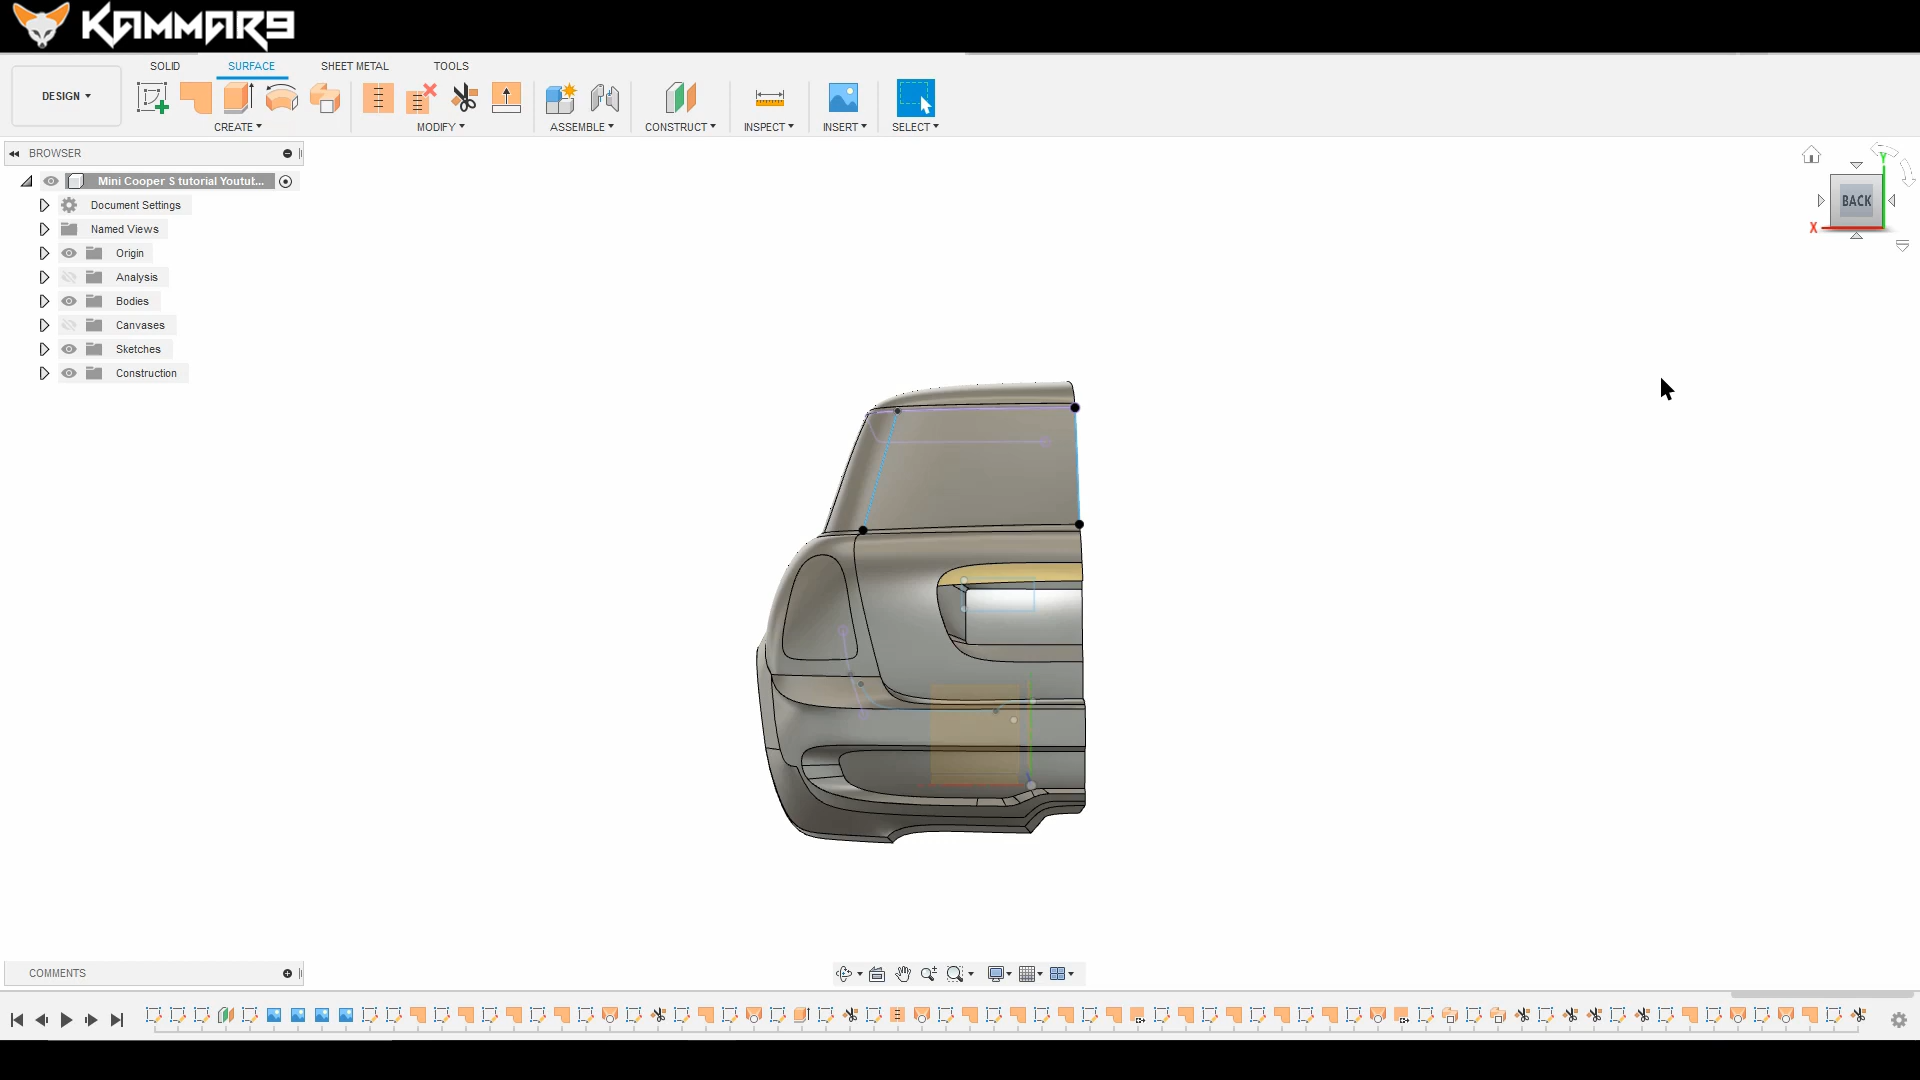 KAMMAR9
SOLID
SURFACE
SHEET METAL
TOOLS
DESIGN
CREATE
MODIFY
ASSEMBLE
CONSTRUCT
INSPECT
INSERT
SELECT
BROWSER
Mini Cooper S tutorial Youtut...
Document Settings
Named Views
Origin
Analysis
Bodies
Canvases
Sketches
Construction
Y
BACK
X
COMMENTS